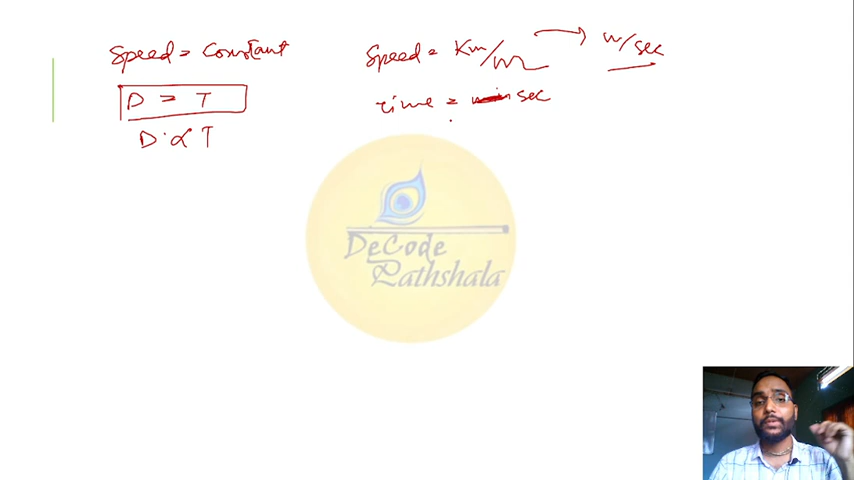 Speed = Constant
D = T
D ∝ T
Speed = Km/hr → m/sec
Time = sec
DeCode
Pathshala